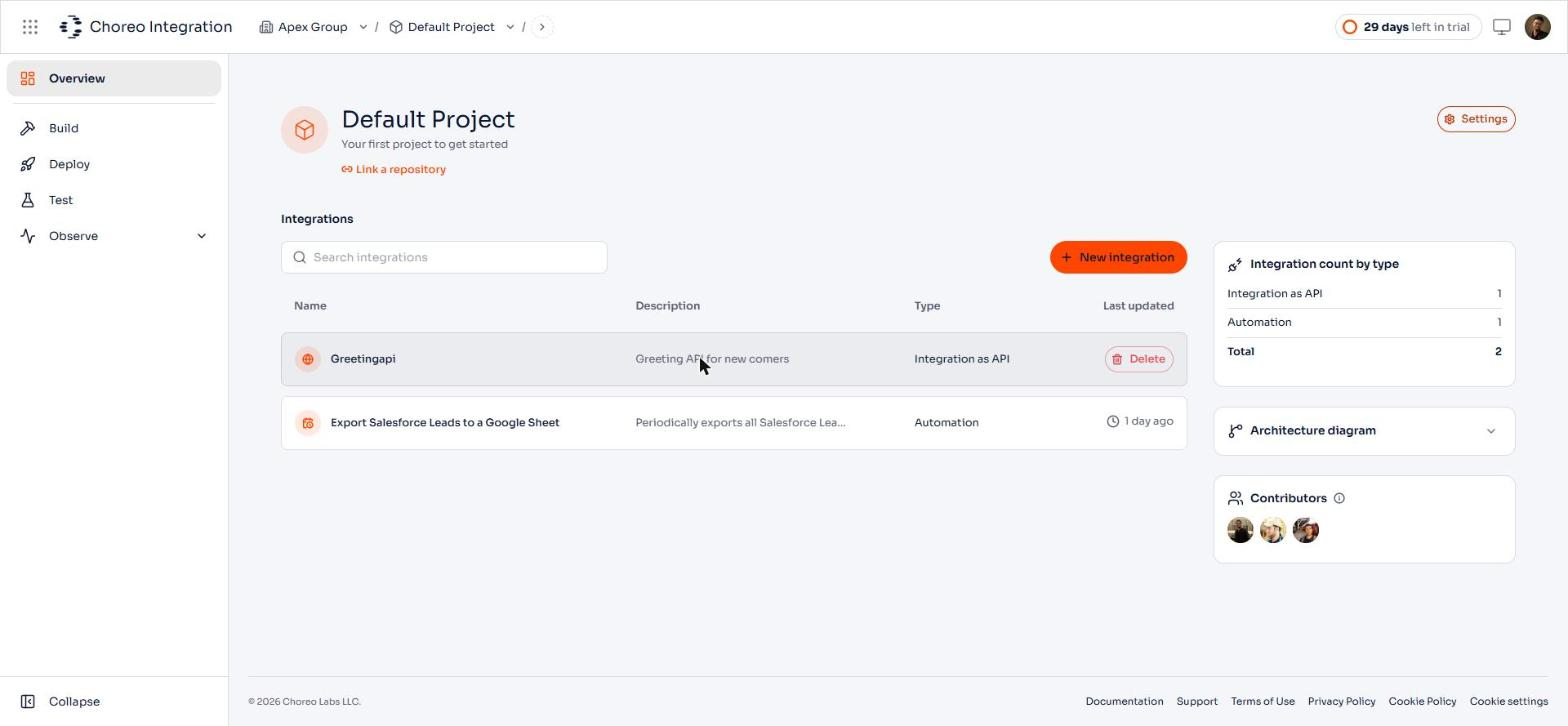 Choreo Integration
Apex Group / Default Project /
29 days left in trial
Overview
Build
Deploy
Test
Observe
Collapse
Default Project
Your first project to get started
Link a repository
Settings
Integrations
Search integrations
New integration
Name Description Type Last updated
Greetingapi Greeting API for new comers Integration as API Delete
Export Salesforce Leads to a Google Sheet Periodically exports all Salesforce Lea... Automation 1 day ago
Integration count by type
Integration as API 1
Automation 1
Total 2
Architecture diagram
Contributors
© 2026 Choreo Labs LLC.
Documentation Support Terms of Use Privacy Policy Cookie Policy Cookie settings